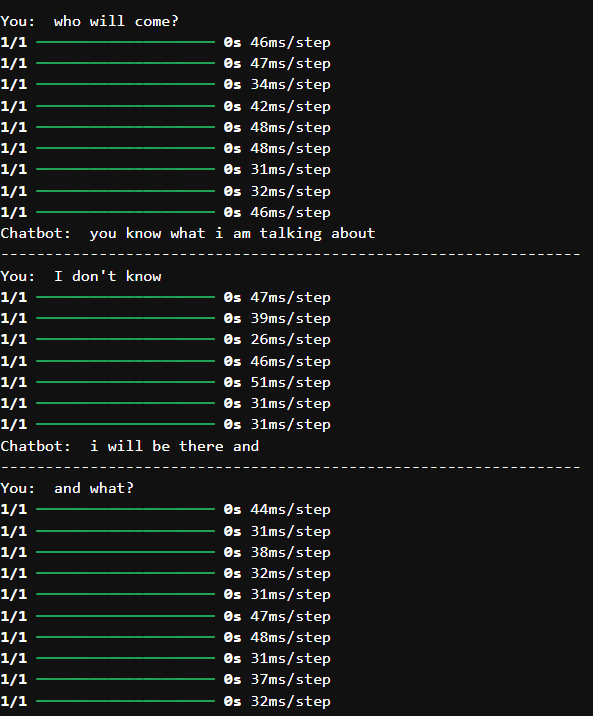 You:  who will come?
1/1 ━━━━━━━━━━━━━━━━━━━━ 0s 46ms/step
1/1 ━━━━━━━━━━━━━━━━━━━━ 0s 47ms/step
1/1 ━━━━━━━━━━━━━━━━━━━━ 0s 34ms/step
1/1 ━━━━━━━━━━━━━━━━━━━━ 0s 42ms/step
1/1 ━━━━━━━━━━━━━━━━━━━━ 0s 48ms/step
1/1 ━━━━━━━━━━━━━━━━━━━━ 0s 48ms/step
1/1 ━━━━━━━━━━━━━━━━━━━━ 0s 31ms/step
1/1 ━━━━━━━━━━━━━━━━━━━━ 0s 32ms/step
1/1 ━━━━━━━━━━━━━━━━━━━━ 0s 46ms/step
Chatbot:  you know what i am talking about
-----------------------------------------------------------------
You:  I don't know
1/1 ━━━━━━━━━━━━━━━━━━━━ 0s 47ms/step
1/1 ━━━━━━━━━━━━━━━━━━━━ 0s 39ms/step
1/1 ━━━━━━━━━━━━━━━━━━━━ 0s 26ms/step
1/1 ━━━━━━━━━━━━━━━━━━━━ 0s 46ms/step
1/1 ━━━━━━━━━━━━━━━━━━━━ 0s 51ms/step
1/1 ━━━━━━━━━━━━━━━━━━━━ 0s 31ms/step
1/1 ━━━━━━━━━━━━━━━━━━━━ 0s 31ms/step
Chatbot:  i will be there and
-----------------------------------------------------------------
You:  and what?
1/1 ━━━━━━━━━━━━━━━━━━━━ 0s 44ms/step
1/1 ━━━━━━━━━━━━━━━━━━━━ 0s 31ms/step
1/1 ━━━━━━━━━━━━━━━━━━━━ 0s 38ms/step
1/1 ━━━━━━━━━━━━━━━━━━━━ 0s 32ms/step
1/1 ━━━━━━━━━━━━━━━━━━━━ 0s 31ms/step
1/1 ━━━━━━━━━━━━━━━━━━━━ 0s 47ms/step
1/1 ━━━━━━━━━━━━━━━━━━━━ 0s 48ms/step
1/1 ━━━━━━━━━━━━━━━━━━━━ 0s 31ms/step
1/1 ━━━━━━━━━━━━━━━━━━━━ 0s 37ms/step
1/1 ━━━━━━━━━━━━━━━━━━━━ 0s 32ms/step